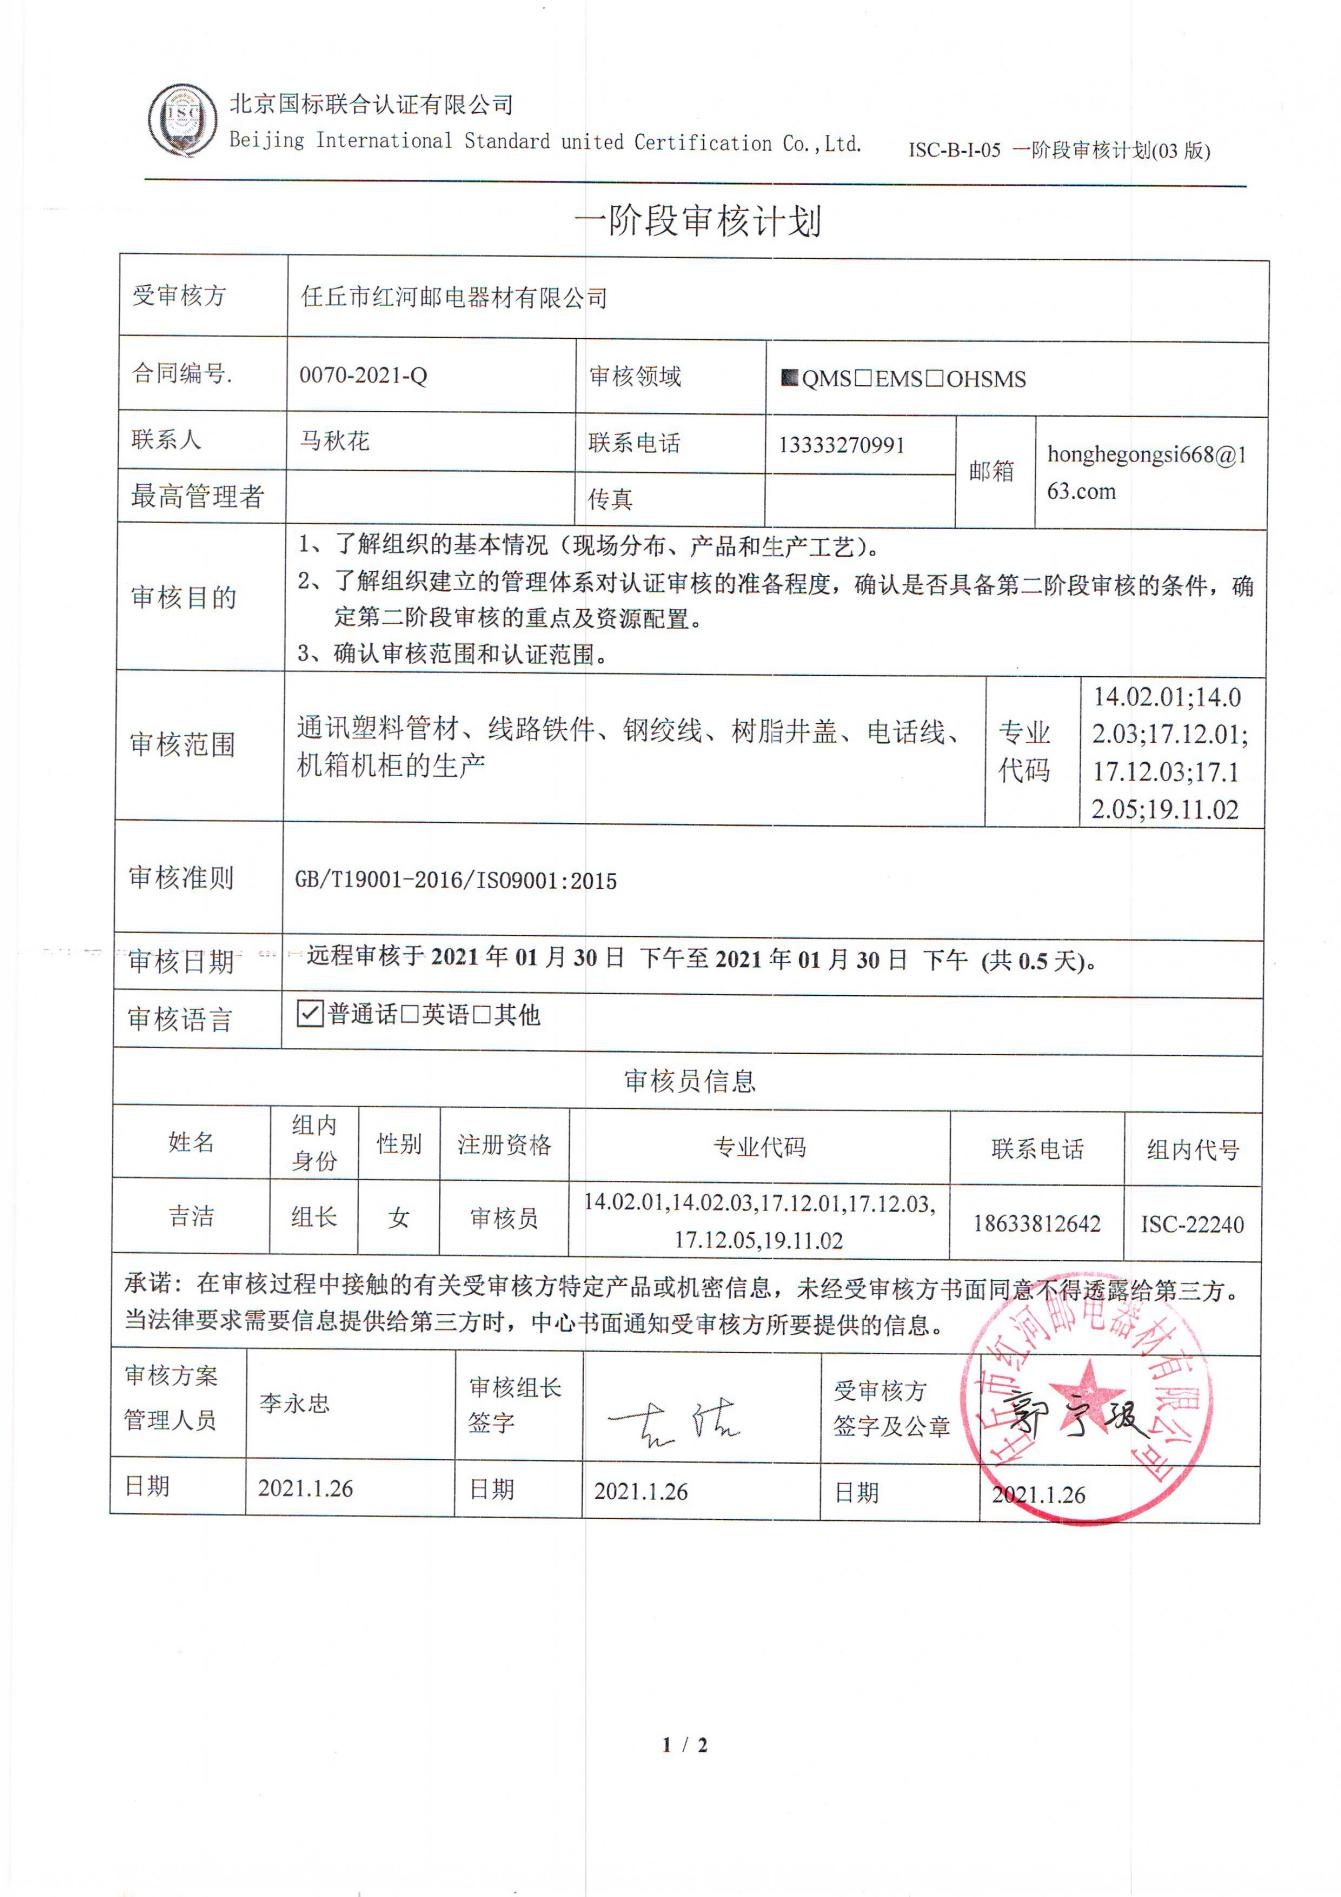 ISC
北京国标联合认证有限公司
Beijing International Standard united Certification Co.,Ltd.
ISC-B-I-05 一阶段审核计划(03 版)
一阶段审核计划
受审核方
任丘市红河邮电器材有限公司
合同编号.
0070-2021-Q
审核领域
■QMS□EMS□OHSMS
联系人
马秋花
联系电话
13333270991
邮箱
honghegongsi668@1
63.com
最高管理者
传真
审核目的
1、了解组织的基本情况（现场分布、产品和生产工艺）。
2、了解组织建立的管理体系对认证审核的准备程度，确认是否具备第二阶段审核的条件，确
定第二阶段审核的重点及资源配置。
3、确认审核范围和认证范围。
审核范围
通讯塑料管材、线路铁件、钢绞线、树脂井盖、电话线、
机箱机柜的生产
专业
代码
14.02.01;14.0
2.03;17.12.01;
17.12.03;17.1
2.05;19.11.02
审核准则
GB/T19001-2016/ISO9001:2015
审核日期
远程审核于 2021 年 01 月 30 日 下午至 2021 年 01 月 30 日 下午 (共 0.5 天)。
审核语言
☑普通话□英语□其他
审核员信息
姓名
组内
身份
性别
注册资格
专业代码
联系电话
组内代号
吉洁
组长
女
审核员
14.02.01,14.02.03,17.12.01,17.12.03,
17.12.05,19.11.02
18633812642
ISC-22240
承诺：在审核过程中接触的有关受审核方特定产品或机密信息，未经受审核方书面同意不得透露给第三方。
当法律要求需要信息提供给第三方时，中心书面通知受审核方所要提供的信息。
审核方案
管理人员
李永忠
审核组长
签字
吉洁
受审核方
签字及公章
任丘市红河邮电器材有限公司
日期
2021.1.26
日期
2021.1.26
日期
2021.1.26
1 / 2